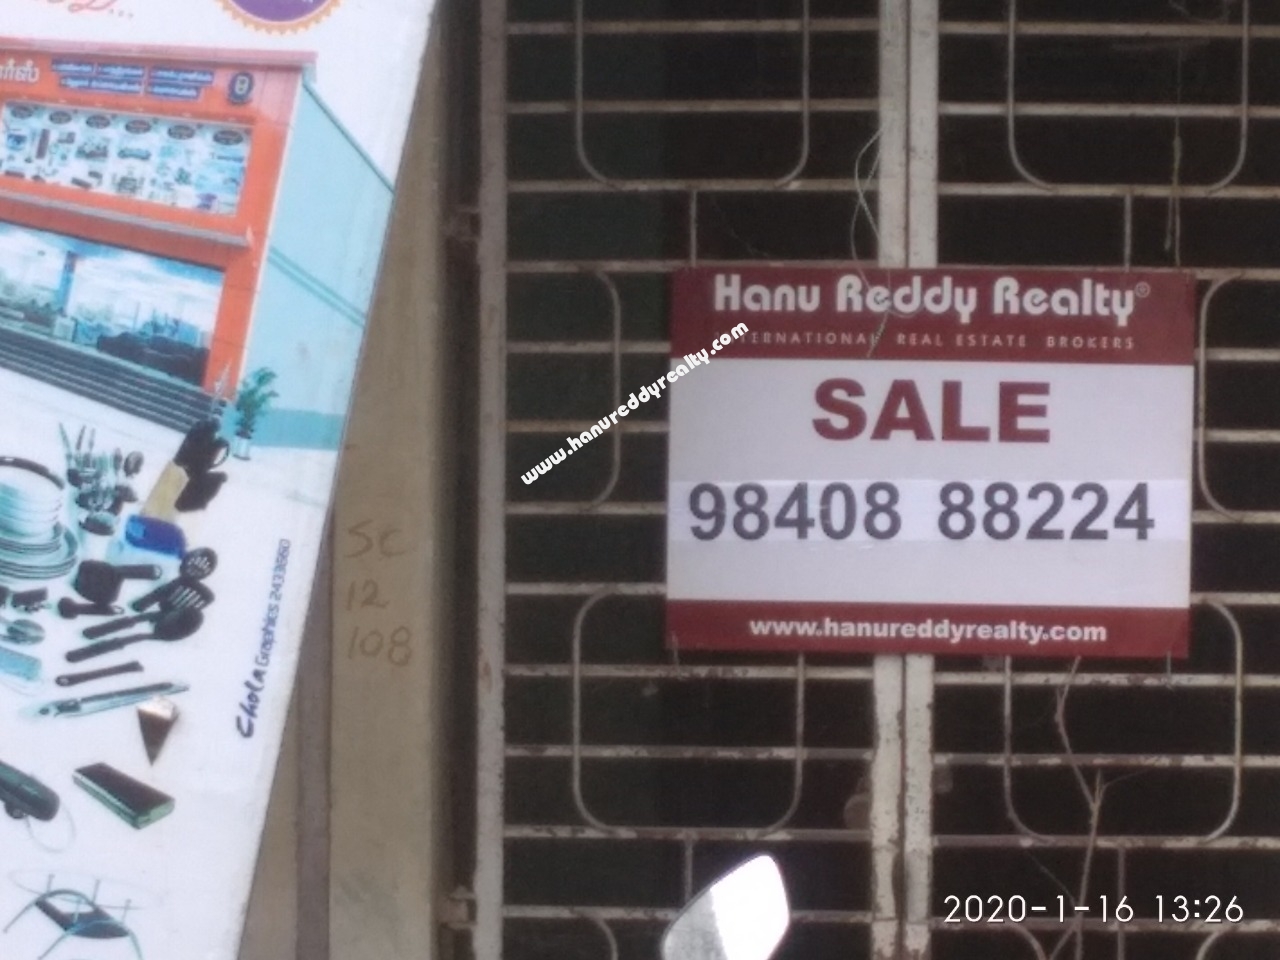 Hanu Reddy Realty®
INTERNATIONAL REAL ESTATE BROKERS
SALE
98408 88224
www.hanureddyrealty.com
www.hanureddyrealty.com
SC
12
108
Chola Graphics 2433660
2020-1-16 13:26